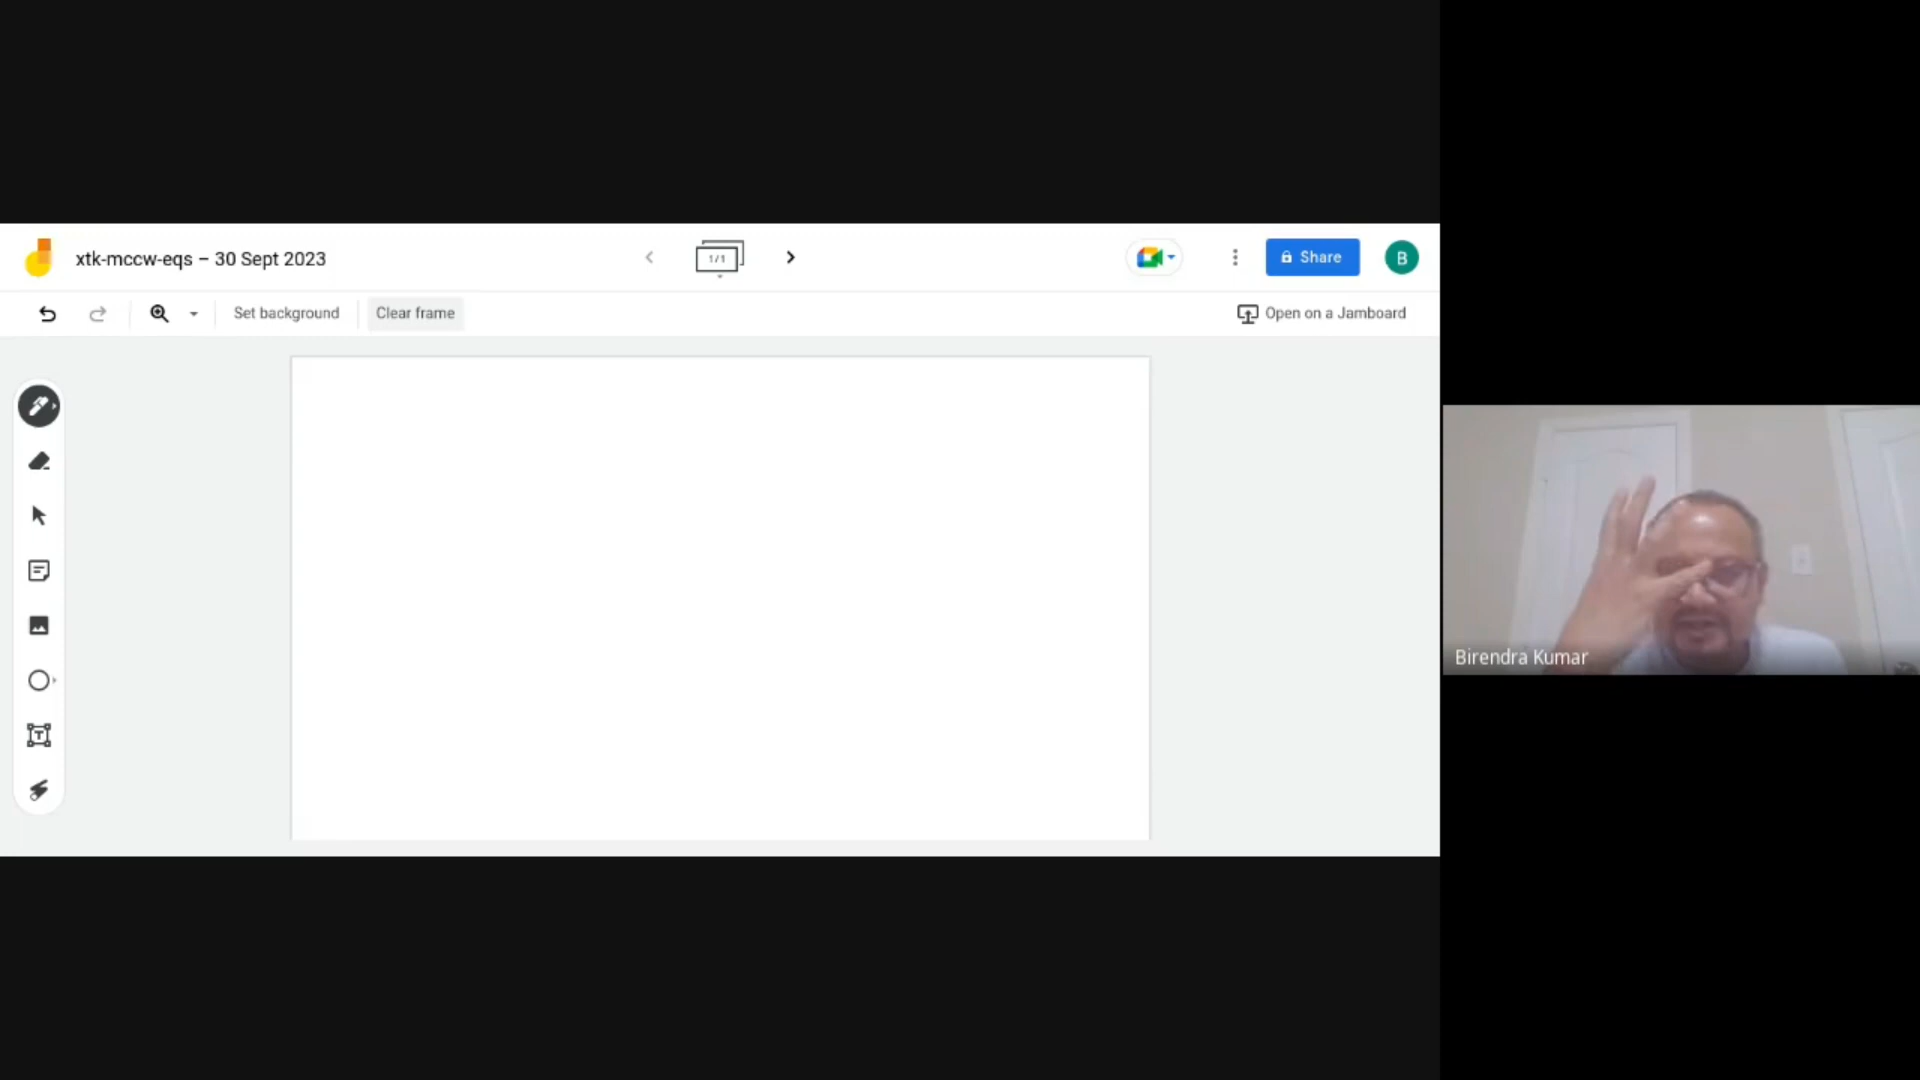 xtk-mccw-eqs – 30 Sept 2023
1/1
Share
B
Set background
Clear frame
Open on a Jamboard
Birendra Kumar